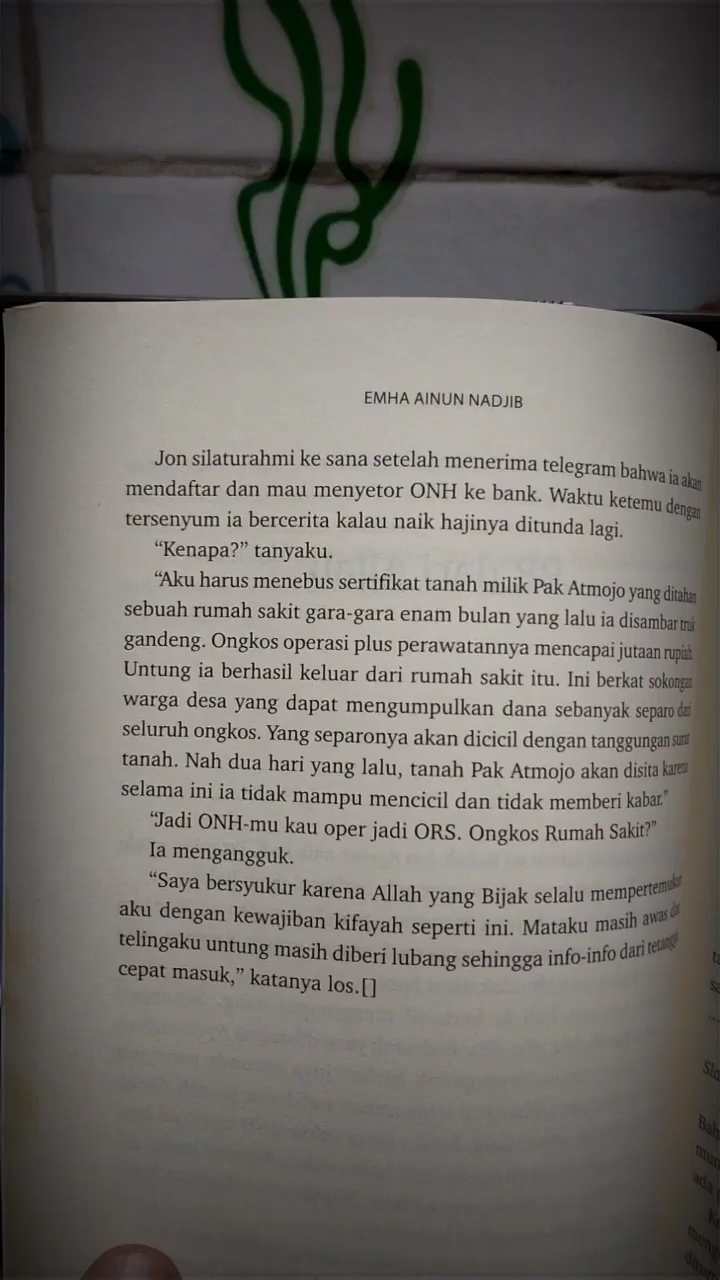 EMHA AINUN NADJIB
Jon silaturahmi ke sana setelah menerima telegram bahwa ia akan
mendaftar dan mau menyetor ONH ke bank. Waktu ketemu dengan
tersenyum ia bercerita kalau naik hajinya ditunda lagi.
“Kenapa?” tanyaku.
“Aku harus menebus sertifikat tanah milik Pak Atmojo yang ditahan
sebuah rumah sakit gara-gara enam bulan yang lalu ia disambar truk
gandeng. Ongkos operasi plus perawatannya mencapai jutaan rupiah.
Untung ia berhasil keluar dari rumah sakit itu. Ini berkat sokongan
warga desa yang dapat mengumpulkan dana sebanyak separo dari
seluruh ongkos. Yang separonya akan dicicil dengan tanggungan surat
tanah. Nah dua hari yang lalu, tanah Pak Atmojo akan disita karena
selama ini ia tidak mampu mencicil dan tidak memberi kabar.”
“Jadi ONH-mu kau oper jadi ORS. Ongkos Rumah Sakit?”
Ia mengangguk.
“Saya bersyukur karena Allah yang Bijak selalu mempertemukan
aku dengan kewajiban kifayah seperti ini. Mataku masih awas dan
telingaku untung masih diberi lubang sehingga info-info dari tetangga
cepat masuk,” katanya los.[]